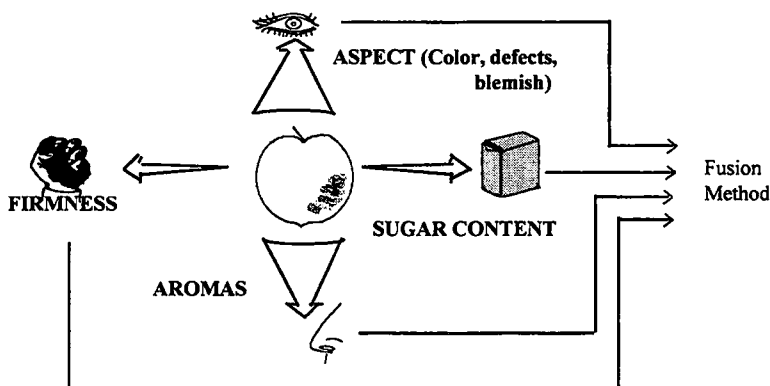 ASPECT (Color, defects,
blemish)
Fusion
Method
FIRMNESS
SUGAR CONTENT
AROMAS